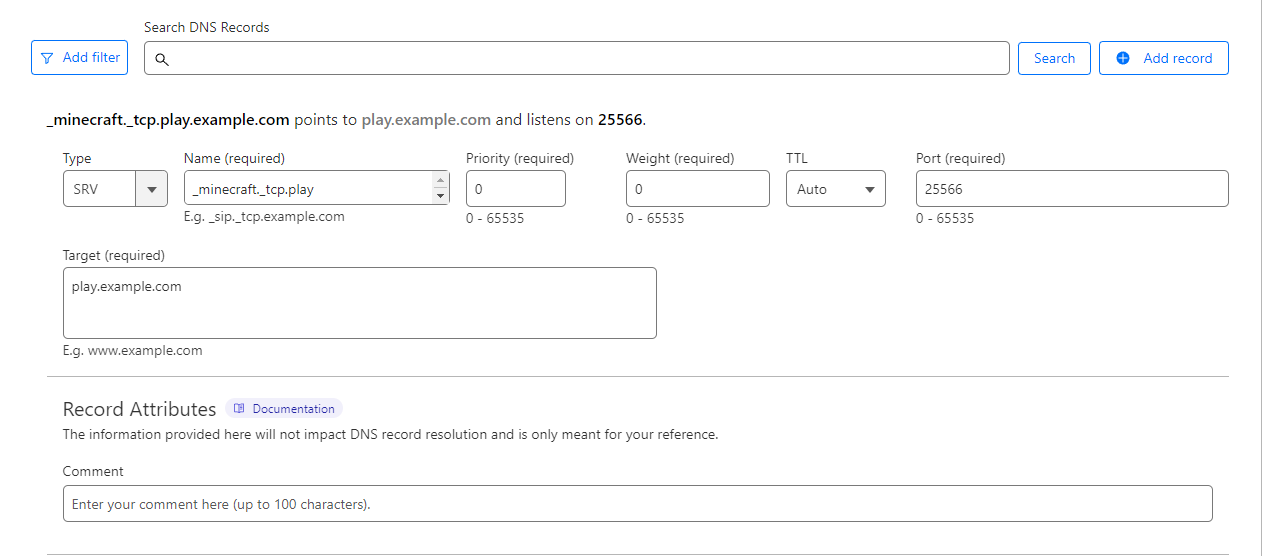 Search DNS Records
Add filter
Search
Add record
_minecraft._tcp.play.example.com points to play.example.com and listens on 25566.
Type
Name (required)
Priority (required)
Weight (required)
TTL
Port (required)
SRV
_minecraft._tcp.play
0
0
Auto
25566
E.g. _sip._tcp.example.com
0 - 65535
0 - 65535
0 - 65535
Target (required)
play.example.com
E.g. www.example.com
Record Attributes
Documentation
The information provided here will not impact DNS record resolution and is only meant for your reference.
Comment
Enter your comment here (up to 100 characters).